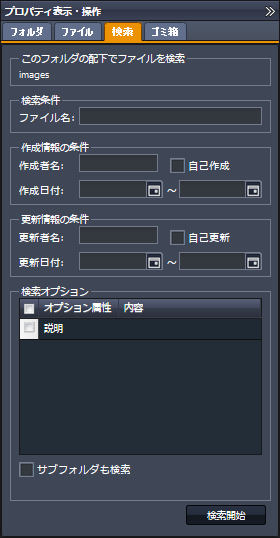 プロパティ表示・操作
フォルダ ファイル 検索 ゴミ箱
このフォルダの配下でファイルを検索
images
検索条件
ファイル名:
作成情報の条件
作成者名: 自己作成
作成日付: ～
更新情報の条件
更新者名: 自己更新
更新日付: ～
検索オプション
オプション属性 内容
説明
サブフォルダも検索
検索開始